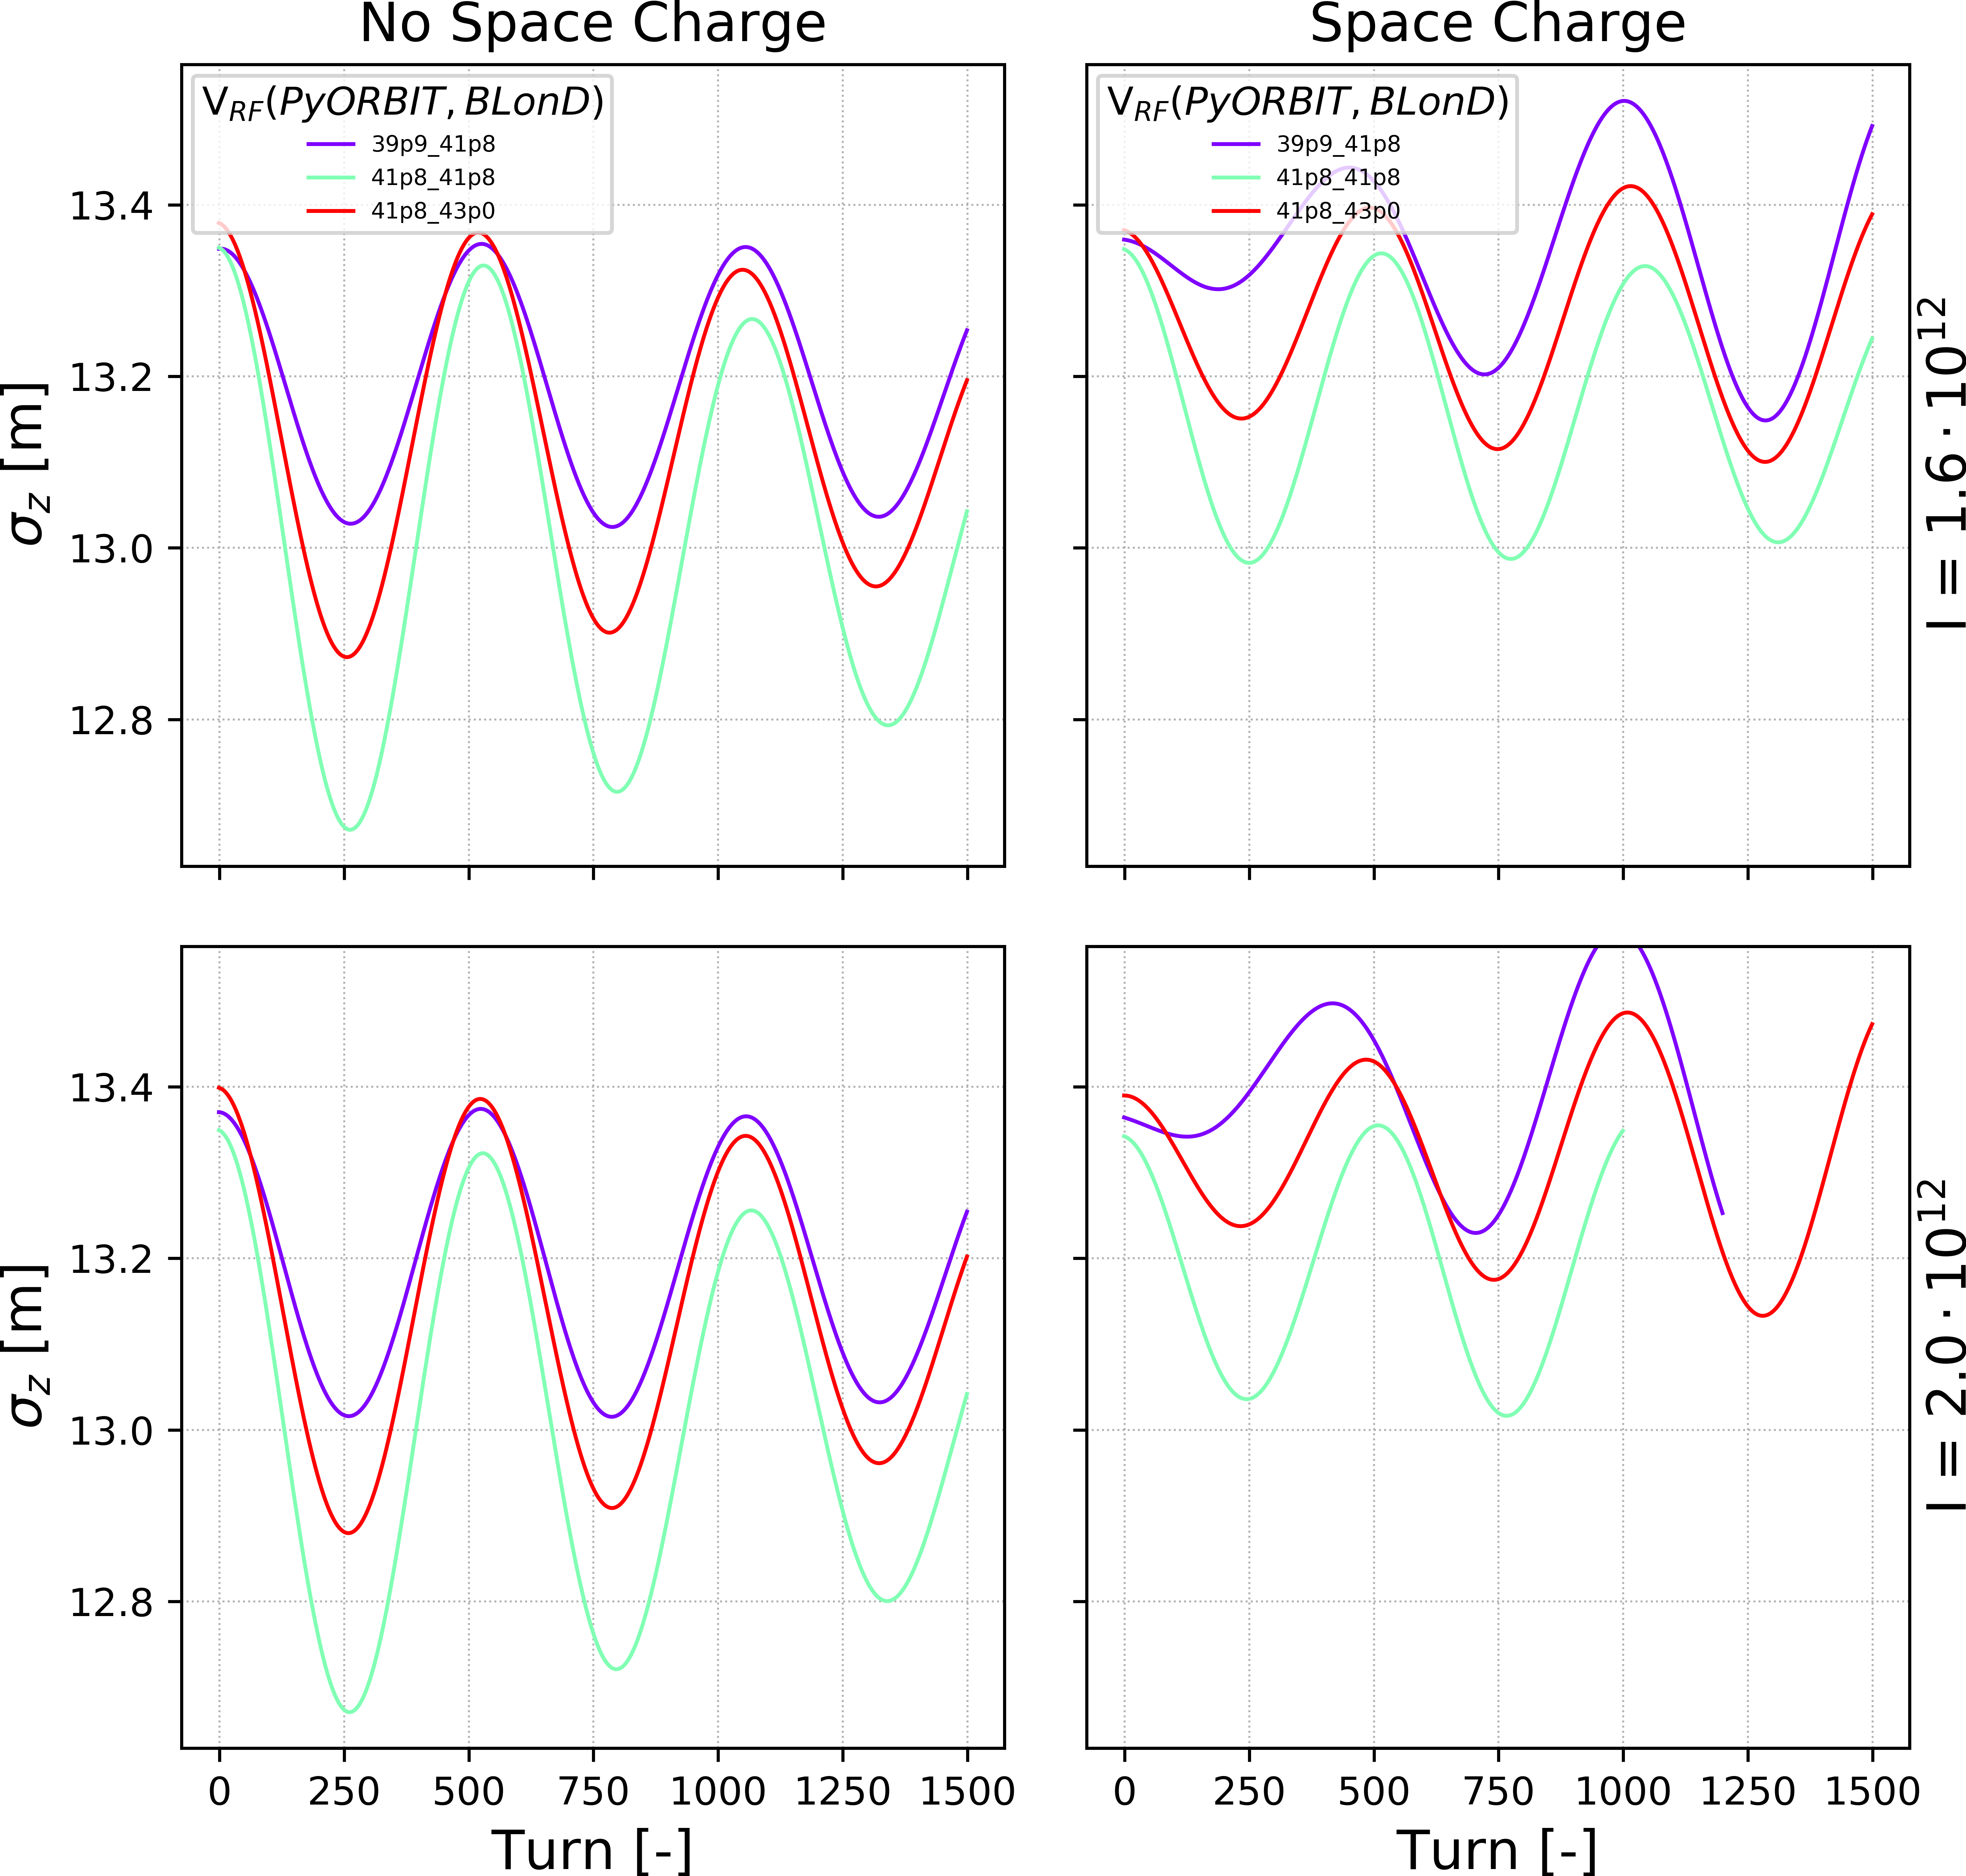 No Space Charge
Space Charge
V_RF(PyORBIT, BLonD)
39p9_41p8
41p8_41p8
41p8_43p0
V_RF(PyORBIT, BLonD)
39p9_41p8
41p8_41p8
41p8_43p0
13.4
13.2
13.0
12.8
σ_z [m]
I = 1.6 · 10^12
13.4
13.2
13.0
12.8
σ_z [m]
I = 2.0 · 10^12
0 250 500 750 1000 1250 1500
0 250 500 750 1000 1250 1500
Turn [-]
Turn [-]